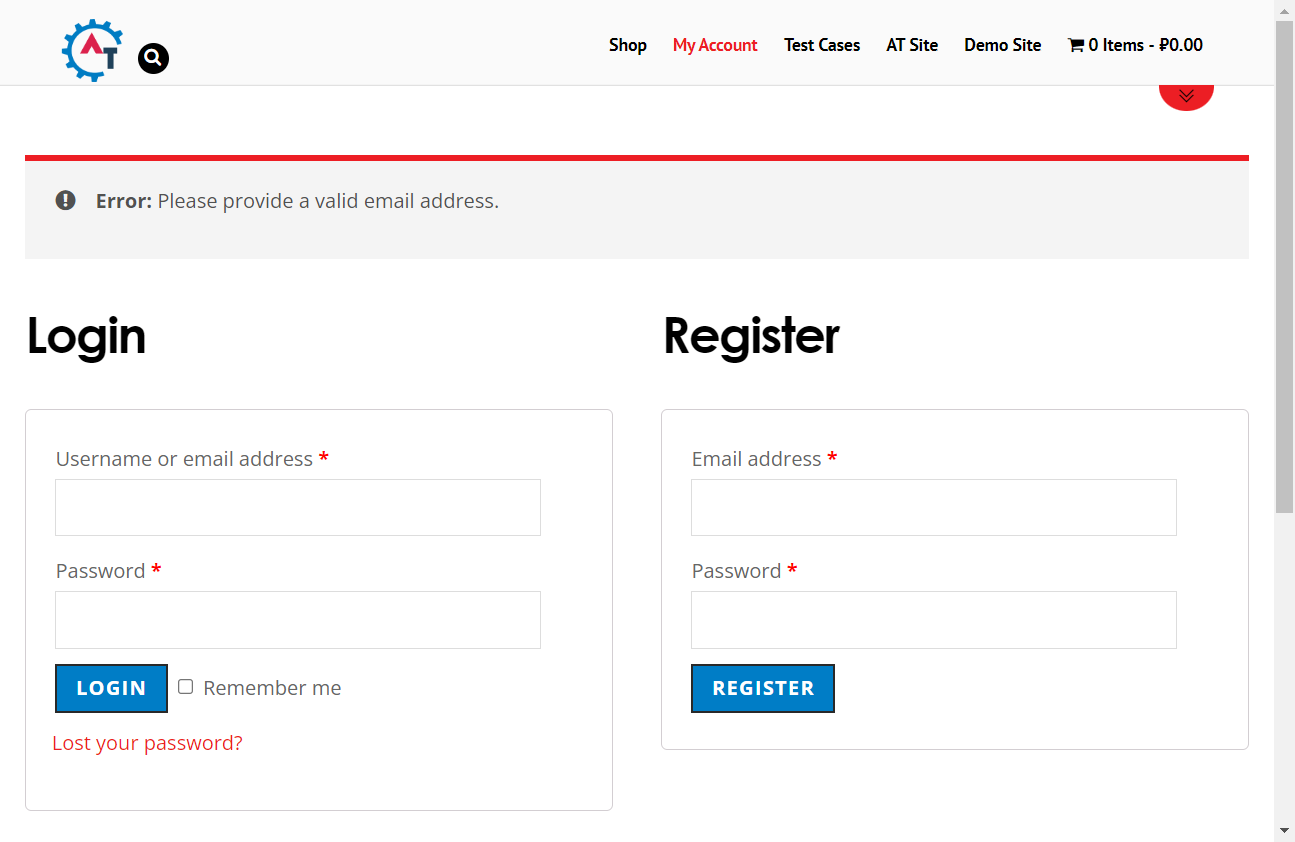 AT
Shop My Account Test Cases AT Site Demo Site 0 Items - ₽0.00
Error: Please provide a valid email address.
Login
Username or email address *
Password *
LOGIN Remember me
Lost your password?
Register
Email address *
Password *
REGISTER